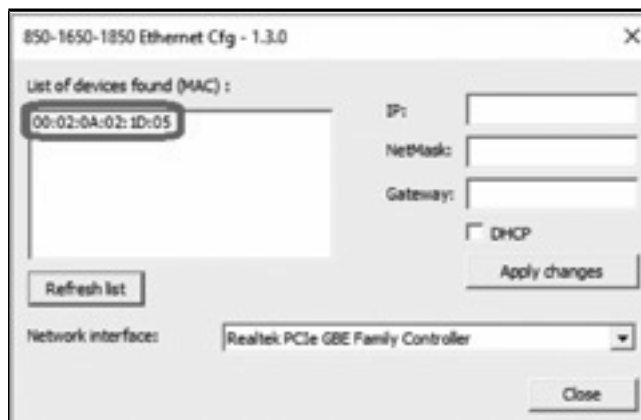 850-1650-1850 Ethernet Cfg - 1.3.0
List of devices found (MAC) :
00:02:0A:02:1D:05
IP:
NetMask:
Gateway:
DHCP
Apply changes
Refresh list
Network interface:
Realtek PCIe GBE Family Controller
Close